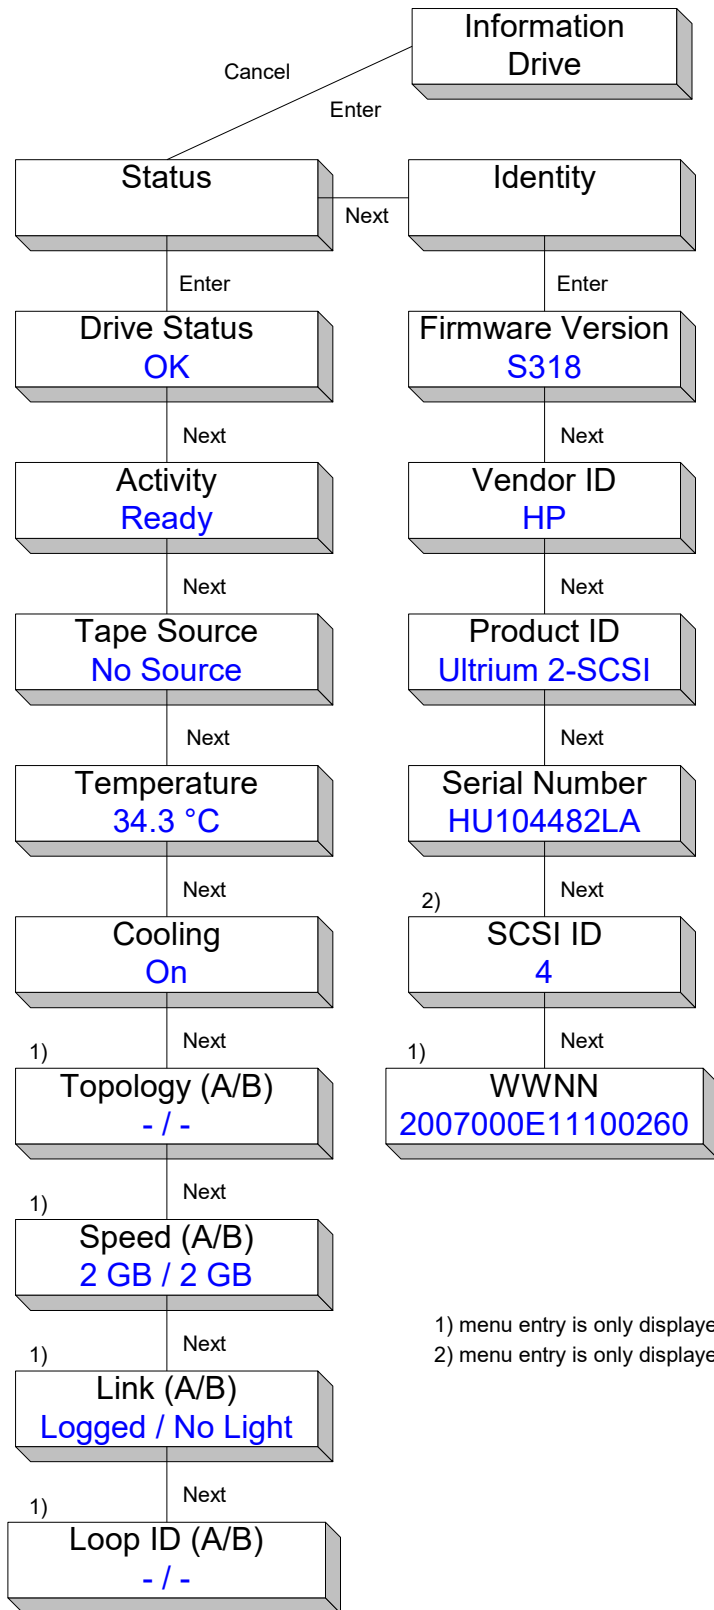 Information
Drive
Cancel
Enter
Status
Next
Identity
Enter
Enter
Drive Status
OK
Firmware Version
S318
Next
Next
Activity
Ready
Vendor ID
HP
Next
Next
Tape Source
No Source
Product ID
Ultrium 2-SCSI
Next
Next
Temperature
34.3 °C
Serial Number
HU104482LA
Next
Next
2)
Cooling
On
SCSI ID
4
Next
Next
1)
1)
Topology (A/B)
- / -
WWNN
2007000E11100260
Next
1)
Speed (A/B)
2 GB / 2 GB
1) menu entry is only
2) menu entry is only
Next
1)
Link (A/B)
Logged / No Light
Next
1)
Loop ID (A/B)
- / -